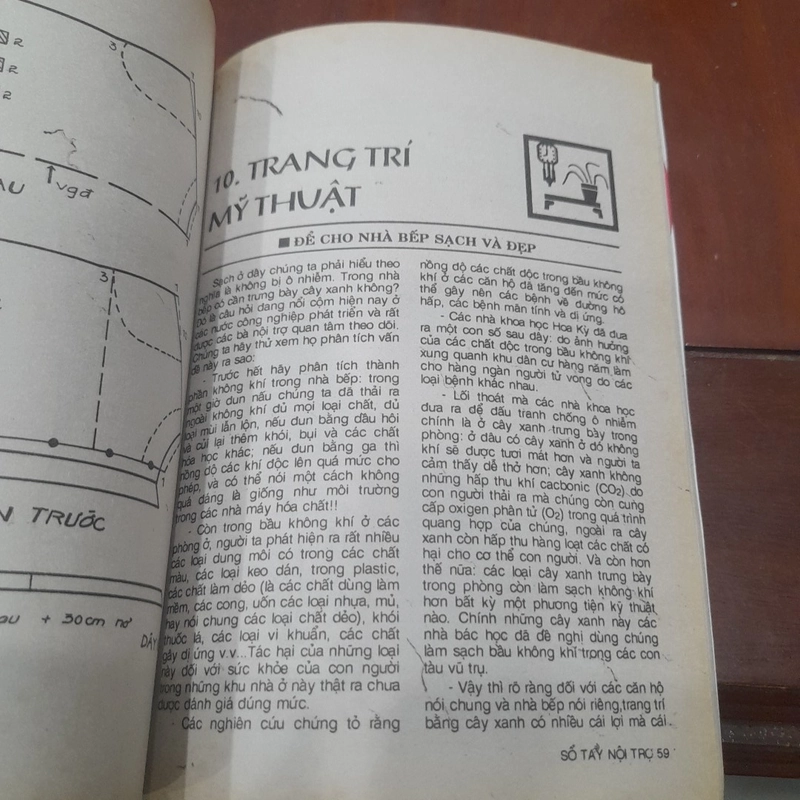 2
2
2
3
AU
vgđ
3
1
N TRƯỚC
au + 30cm nơ
DÂY
10. TRANG TRÍ
MỸ THUẬT
■ ĐỂ CHO NHÀ BẾP SẠCH VÀ ĐẸP
Sạch ở đây chúng ta phải hiểu theo
nghĩa là không bị ô nhiễm. Trong nhà
bếp có cần trưng bày cây xanh không?
Đó là câu hỏi đang nổi cộm hiện nay ở
các nước công nghiệp phát triển và rất
được các bà nội trợ quan tâm theo dõi.
Chúng ta hãy thử xem họ phân tích vấn
đề này ra sao:
- Trước hết hãy phân tích thành
phần không khí trong nhà bếp: trong
một giờ đun nấu chúng ta đã thải ra
ngoài không khí đủ mọi loại chất, đủ
loại mùi lẫn lộn, nếu đun bằng dầu hôi
và củi lại thêm khói, bụi và các chất
hóa học khác; nếu đun bằng ga thì
nồng độ các khí độc lên quá mức cho
phép, và có thể nói một cách không
quá đáng là giống như môi trường
trong các nhà máy hóa chất!!
- Còn trong bầu không khí ở các
phòng ở, người ta phát hiện ra rất nhiều
các loại dung môi có trong các chất
màu, các loại keo dán, trong plastic,
các chất làm dẻo (là các chất dùng làm
mềm, các cong, uốn các loại nhựa, mủ,
hay nói chung các loại chất dẻo), khói
thuốc lá, các loại vi khuẩn, các chất
gây dị ứng v.v...Tác hại của những loại
này đối với sức khỏe của con người
trong những khu nhà ở này thật ra chưa
được đánh giá đúng mức.
- Các nghiên cứu chứng tỏ rằng
nồng độ các chất độc trong bầu không
khí ở các căn hộ đã tăng đến mức có
thể gây nên các bệnh về đường hô
hấp, các bệnh mãn tính và dị ứng.
- Các nhà khoa học Hoa Kỳ đã đưa
ra một con số sau đây: do ảnh hưởng
của các chất độc trong bầu không khí
xung quanh khu dân cư hàng năm làm
cho hàng ngàn người tử vong do các
loại bệnh khác nhau.
- Lối thoát mà các nhà khoa học
đưa ra để đấu tranh chống ô nhiễm
chính là ở cây xanh trưng bày trong
phòng: ở đâu có cây xanh ở đó không
khí sẽ được tươi mát hơn và người ta
cảm thấy dễ thở hơn; cây xanh không
những hấp thu khí cacbonic (CO₂) do
con người thải ra mà chúng còn cung
cấp oxigen phân tử (O₂) trong quá trình
quang hợp của chúng, ngoài ra cây
xanh còn hấp thu hàng loạt các chất có
hại cho cơ thể con người. Và còn hơn
thế nữa: các loại cây xanh trưng bày
trong phòng còn làm sạch không khí
hơn bất kỳ một phương tiện kỹ thuật
nào. Chính những cây xanh này các
nhà bác học đã đề nghị dùng chúng
làm sạch bầu không khí trong các con
tàu vũ trụ.
- Vậy thì rõ ràng đối với các căn hộ
nói chung và nhà bếp nói riêng,trang trí
bằng cây xanh có nhiều cái lợi mà cái
SỔ TAY NỘI TRỢ 59